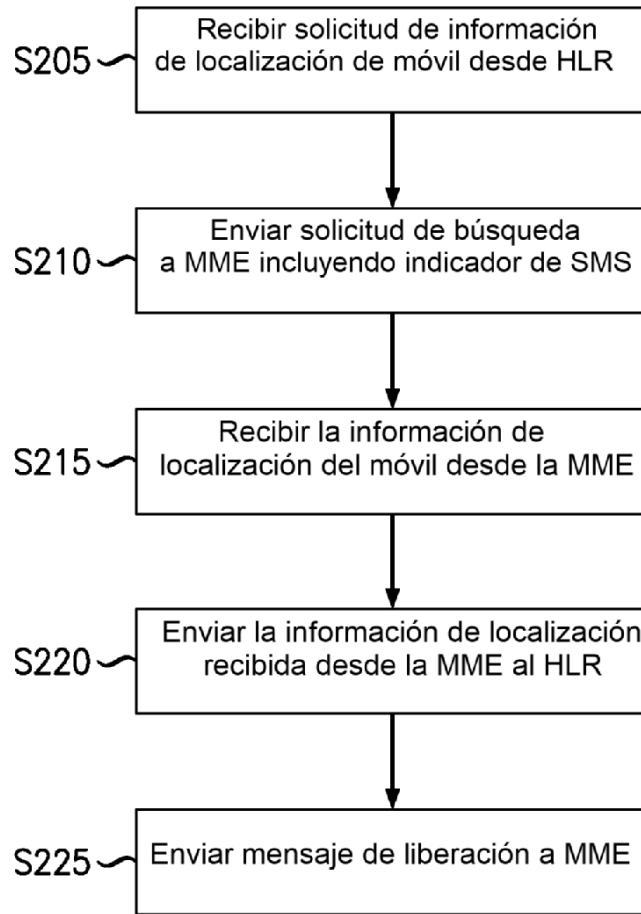 Recibir solicitud de información
S205 de localización de móvil desde HLR
Enviar solicitud de búsqueda
S210 a MME incluyendo indicador de SMS
Recibir la información de
S215 localización del móvil desde la MME
Enviar la información de localización
S220 recibida desde la MME al HLR
S225 Enviar mensaje de liberación a MME